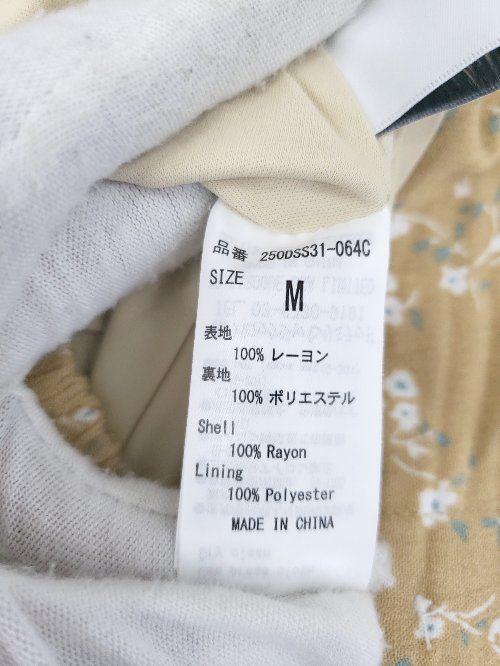 品番 250DSS31-064C
SIZE M
表地
100% レーヨン
裏地
100% ポリエステル
Shell
100% Rayon
Lining
100% Polyester
MADE IN CHINA